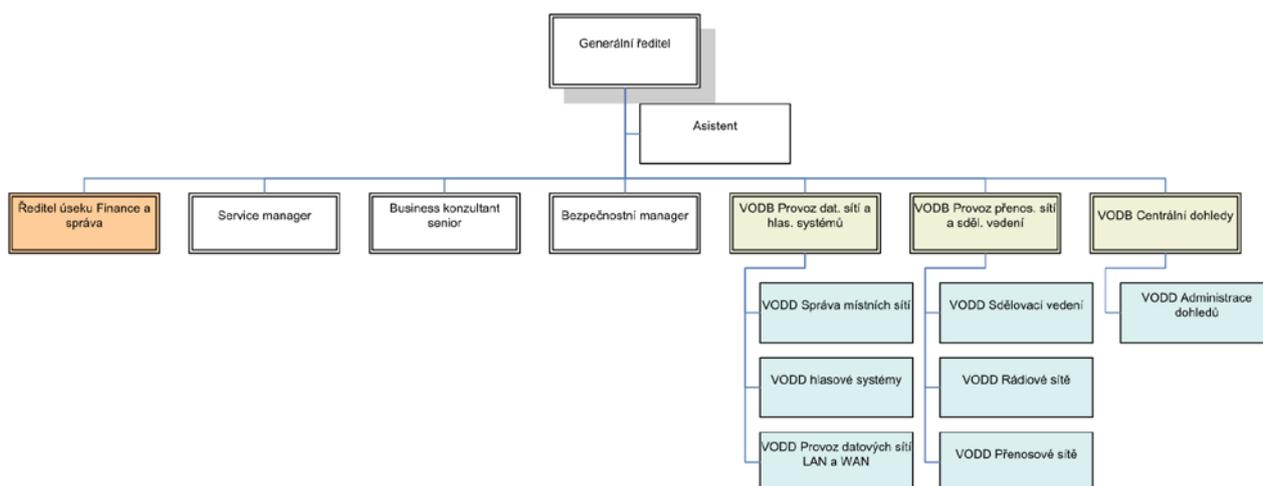 Generální ředitel
Asistent
Ředitel úseku Finance a
správa
Service manager
Business konzultant
senior
Bezpečnostní manager
VODB Provoz dat. sítí a
hlas. systémů
VODB Provoz přenos. sítí
a sděl. vedení
VODB Centrální dohledy
VODD Správa místních sítí
VODD hlasové systémy
VODD Provoz datových sítí
LAN a WAN
VODD Sdělovací vedení
VODD Rádiové sítě
VODD Přenosové sítě
VODD Administrace
dohledů